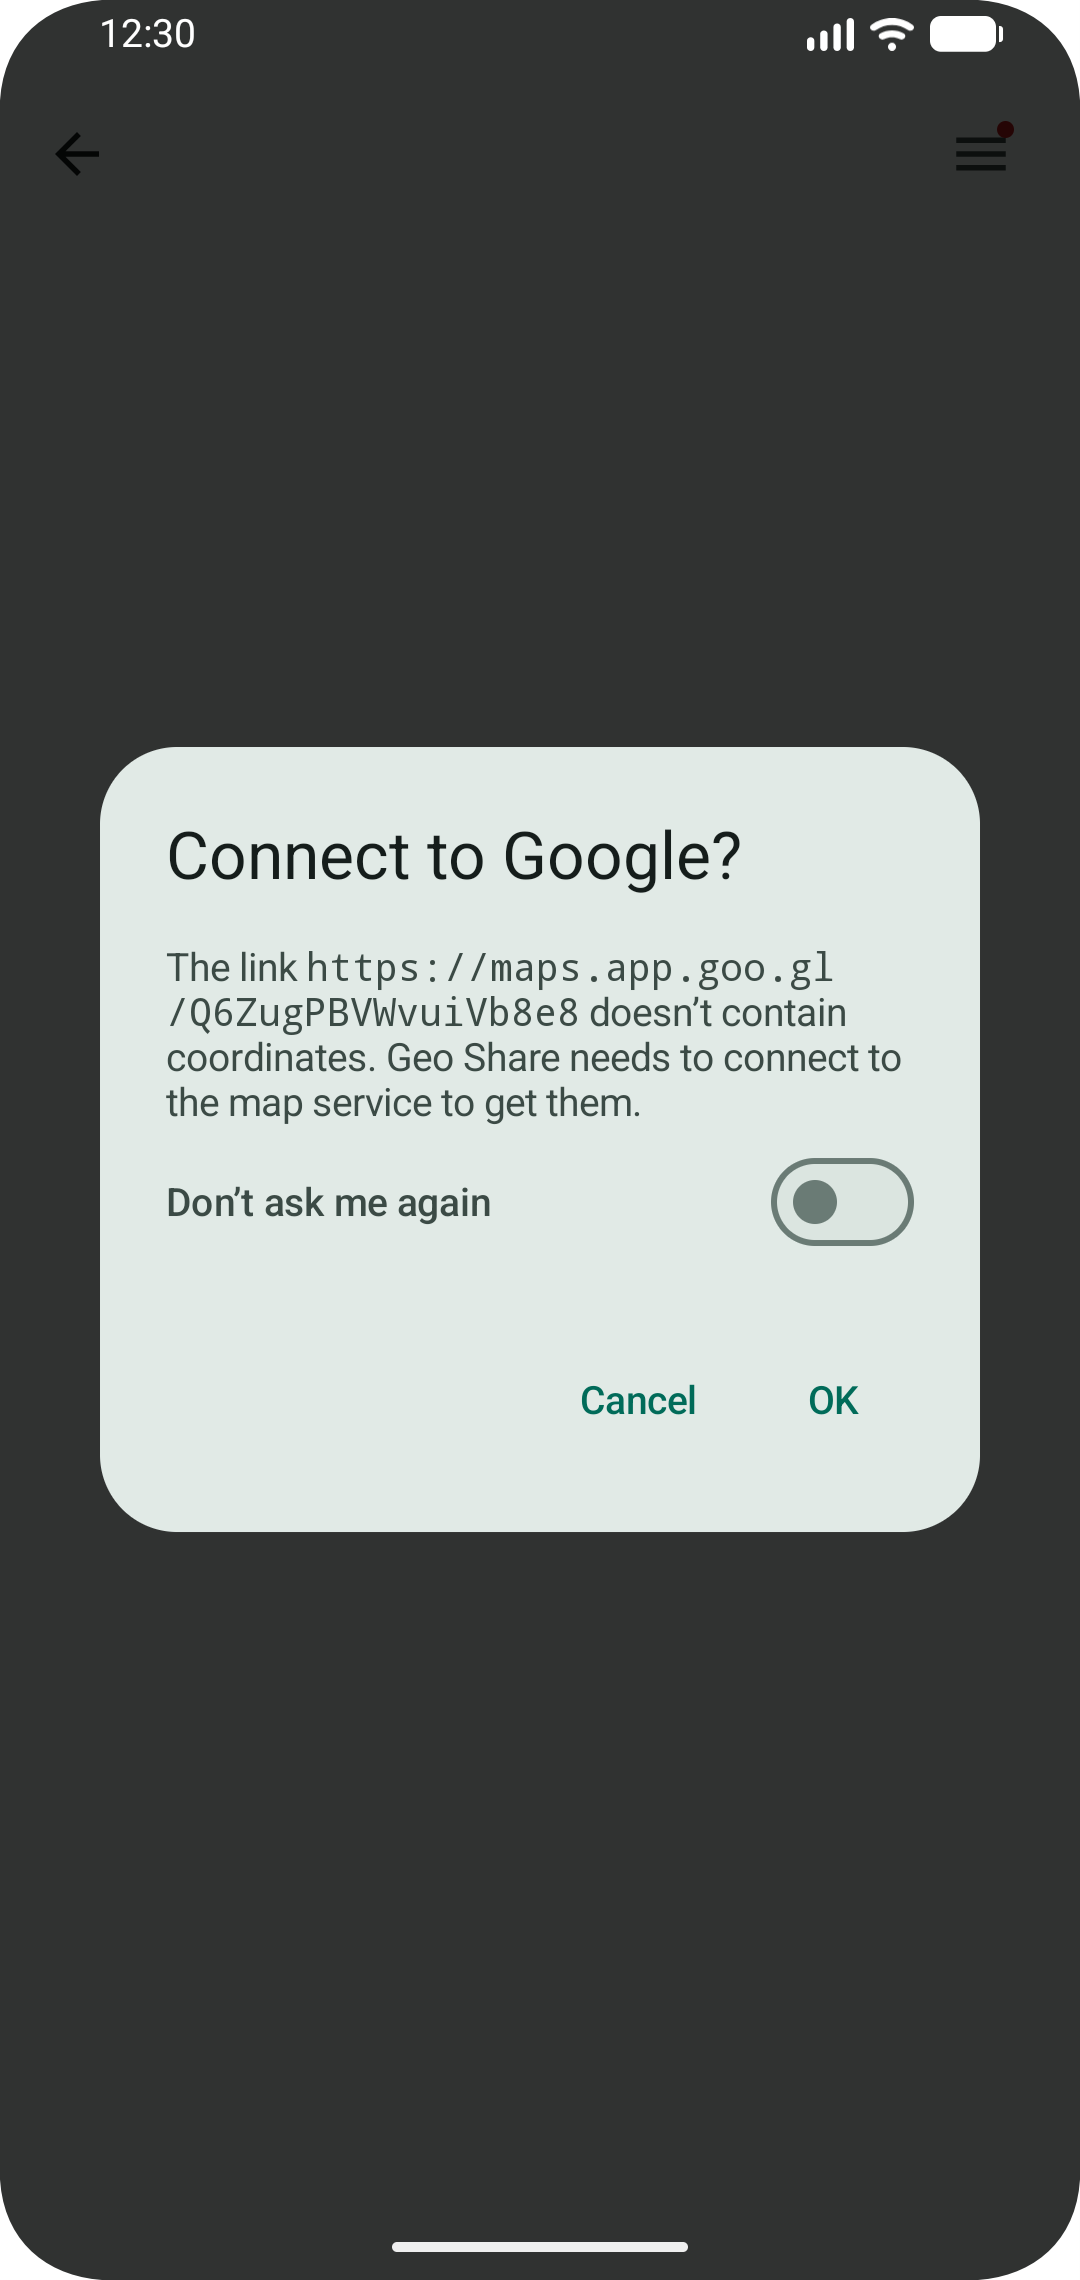 12:30
Connect to Google?
The link https://maps.app.goo.gl
/Q6ZugPBVWvuiVb8e8 doesn’t contain
coordinates. Geo Share needs to connect to
the map service to get them.
Don’t ask me again
Cancel OK